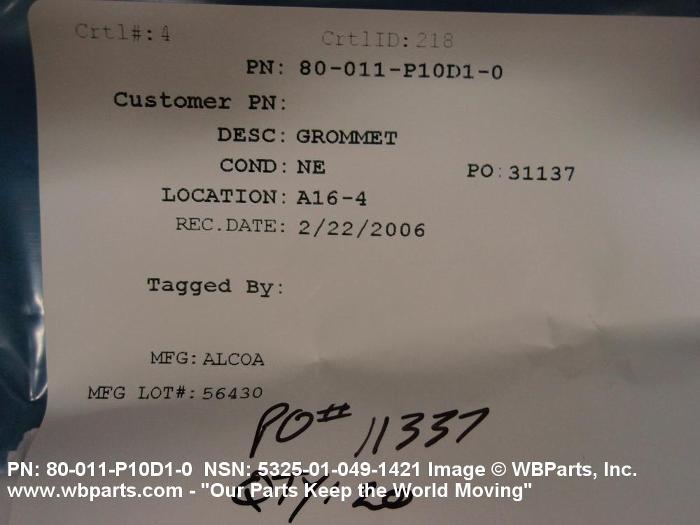 Crtl#: 4 CrtlID: 218
PN: 80-011-P10D1-0
Customer PN:
DESC: GROMMET
COND: NE PO: 31137
LOCATION: A16-4
REC.DATE: 2/22/2006
Tagged By:
MFG: ALCOA
MFG LOT#: 56430
PO# 11337
PN: 80-011-P10D1-0 NSN: 5325-01-049-1421 Image © WBParts, Inc.
QTY: 20
www.wbparts.com - "Our Parts Keep the World Moving"